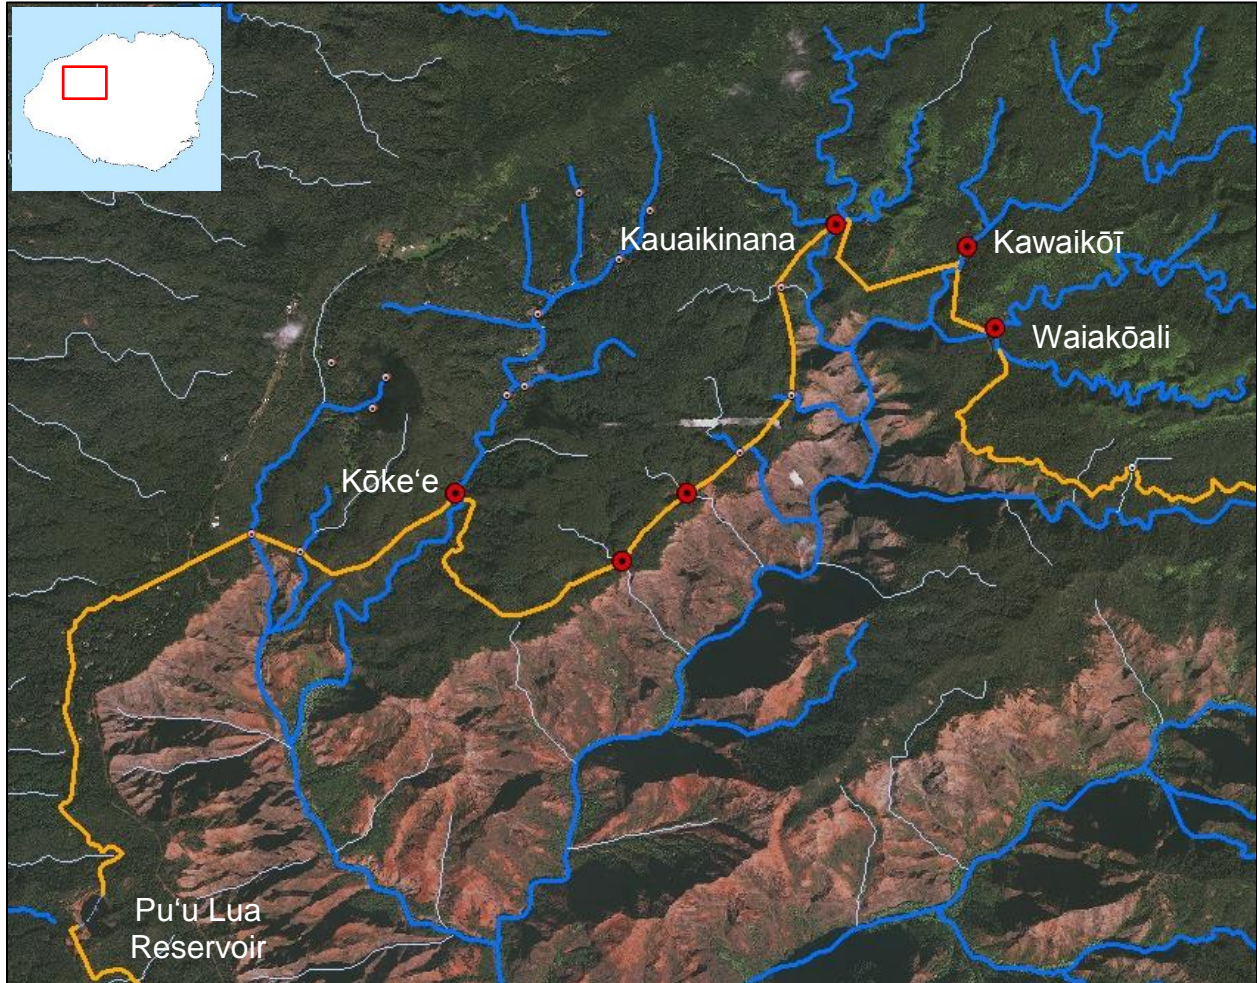 Kauaikinana
Kawaikōī
Waiakōali
Kōkeʻe
Puʻu Lua
Reservoir